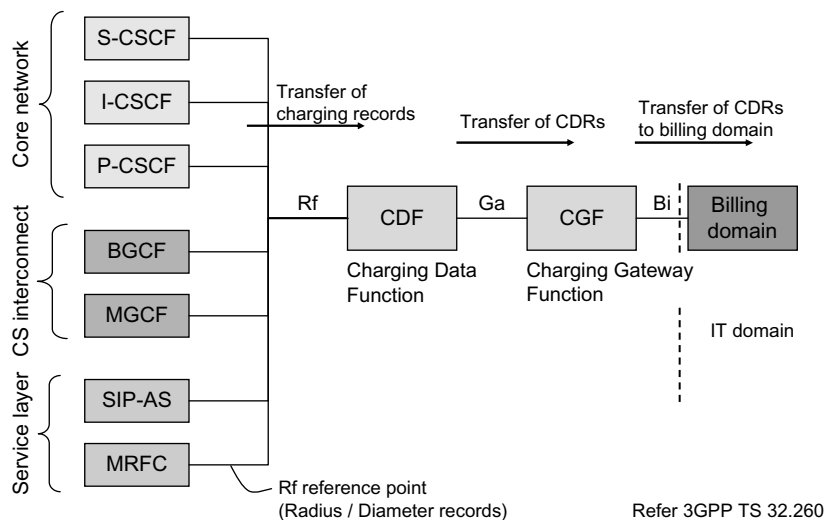 Core network
S-CSCF
I-CSCF
P-CSCF
CS interconnect
BGCF
MGCF
Service layer
SIP-AS
MRFC
Transfer of
charging records
Transfer of CDRs
Transfer of CDRs
to billing domain
Rf
CDF
Ga
CGF
Bi
Billing
domain
Charging Data
Function
Charging Gateway
Function
IT domain
Rf reference point
(Radius / Diameter records)
Refer 3GPP TS 32.260